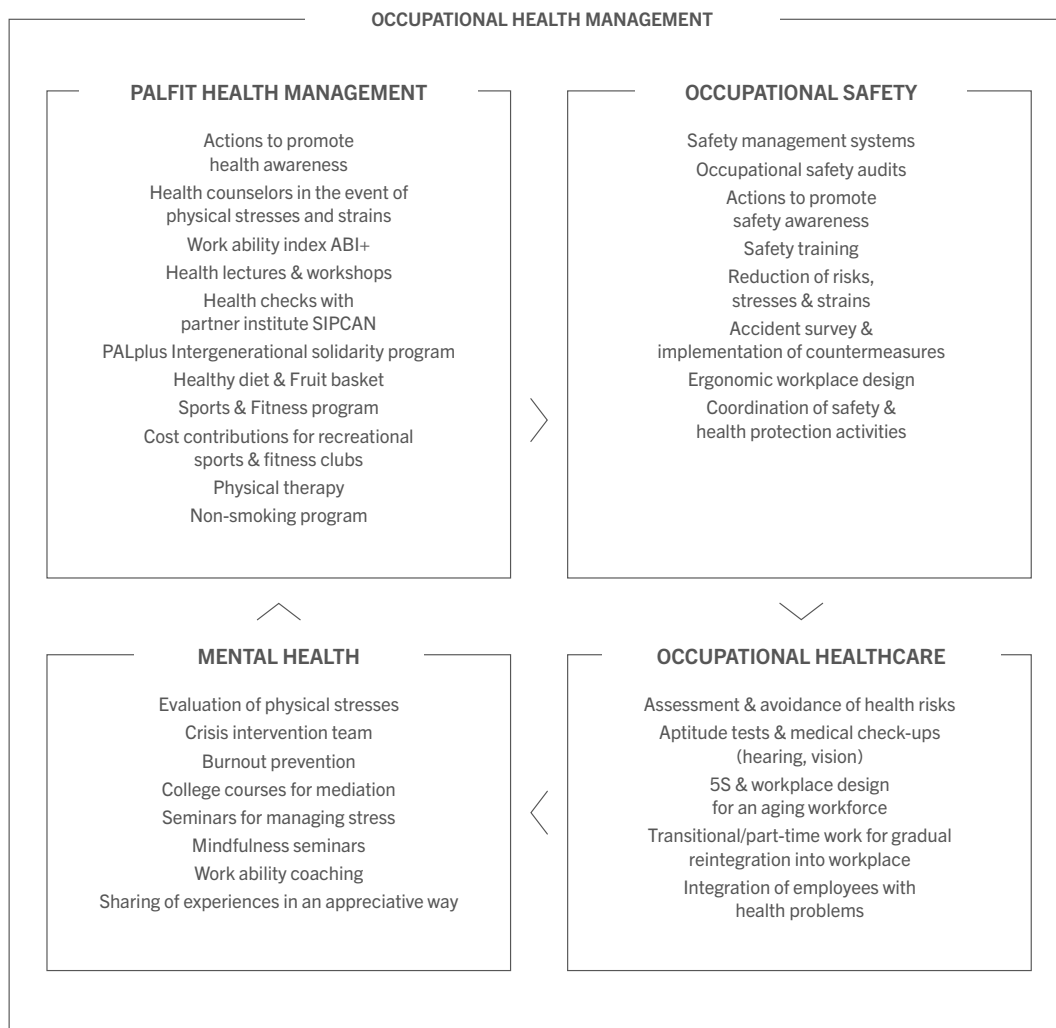 OCCUPATIONAL HEALTH MANAGEMENT
PALFIT HEALTH MANAGEMENT
Actions to promote
health awareness
Health counselors in the event of
physical stresses and strains
Work ability index ABI+
Health lectures & workshops
Health checks with
partner institute SIPCAN
PALplus Intergenerational solidarity program
Healthy diet & Fruit basket
Sports & Fitness program
Cost contributions for recreational
sports & fitness clubs
Physical therapy
Non-smoking program
OCCUPATIONAL SAFETY
Safety management systems
Occupational safety audits
Actions to promote
safety awareness
Safety training
Reduction of risks,
stresses & strains
Accident survey &
implementation of countermeasures
Ergonomic workplace design
Coordination of safety &
health protection activities
MENTAL HEALTH
Evaluation of physical stresses
Crisis intervention team
Burnout prevention
College courses for mediation
Seminars for managing stress
Mindfulness seminars
Work ability coaching
Sharing of experiences in an appreciative way
OCCUPATIONAL HEALTHCARE
Assessment & avoidance of health risks
Aptitude tests & medical check-ups
(hearing, vision)
5S & workplace design
for an aging workforce
Transitional/part-time work for gradual
reintegration into workplace
Integration of employees with
health problems